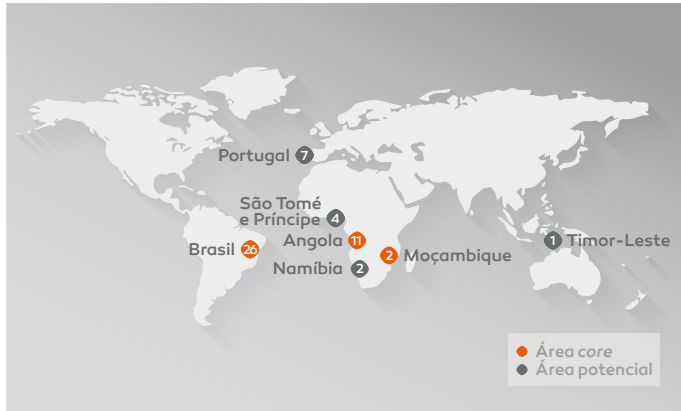 Portugal 7
São Tomé
e Príncipe 4
Angola 11
Brasil 26
Moçambique 2
Namíbia 2
Timor-Leste 1
Área core
Área potencial